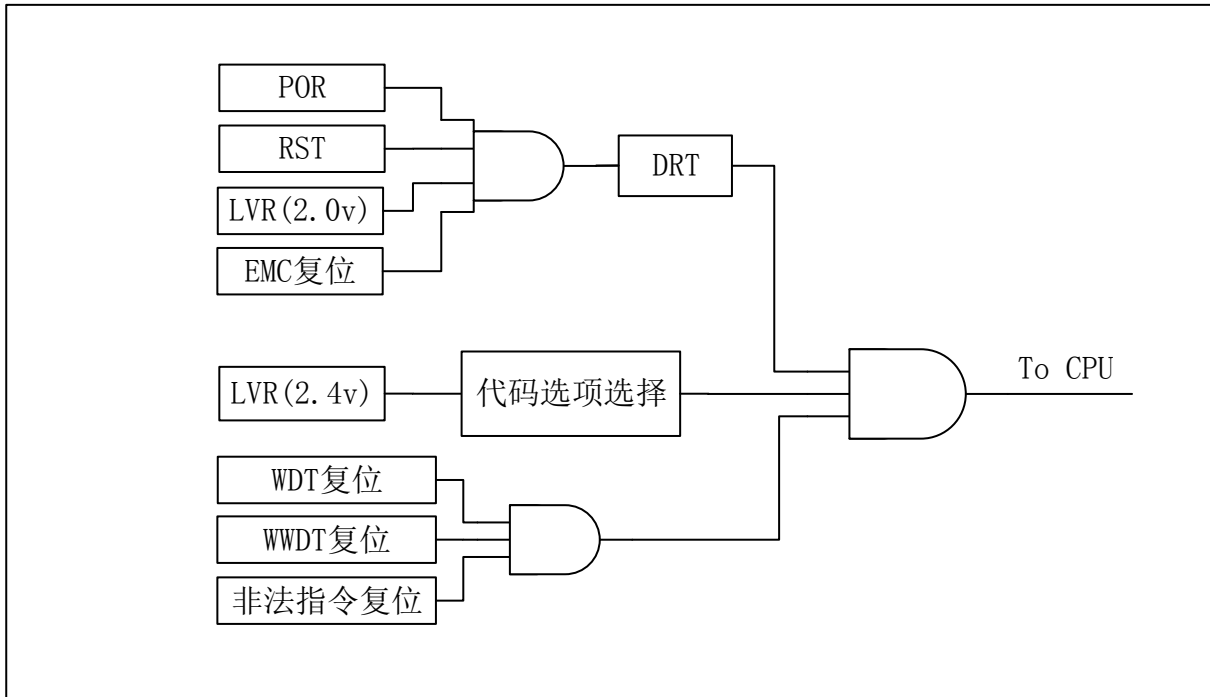 POR
RST
DRT
LVR(2.0v)
EMC复位
To CPU
LVR(2.4v)
代码选项选择
WDT复位
WWDT复位
非法指令复位